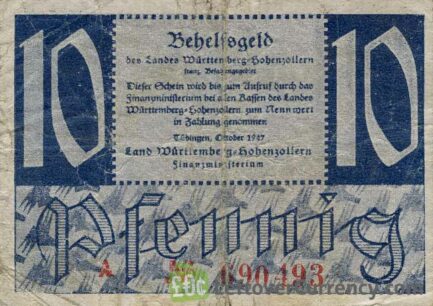 10 10
Behelfsgeld
des Landes Württemberg-Hohenzollern
franz. Besatzungsgebiet
Dieser Schein wird bis zum Aufruf durch das
Finanzministerium bei allen Kassen des Landes
Württemberg-Hohenzollern zum Nennwert
in Zahlung genommen
Tübingen, Oktober 1947
Land Württemberg-Hohenzollern
Finanzministerium
Pfennig
A № 690493